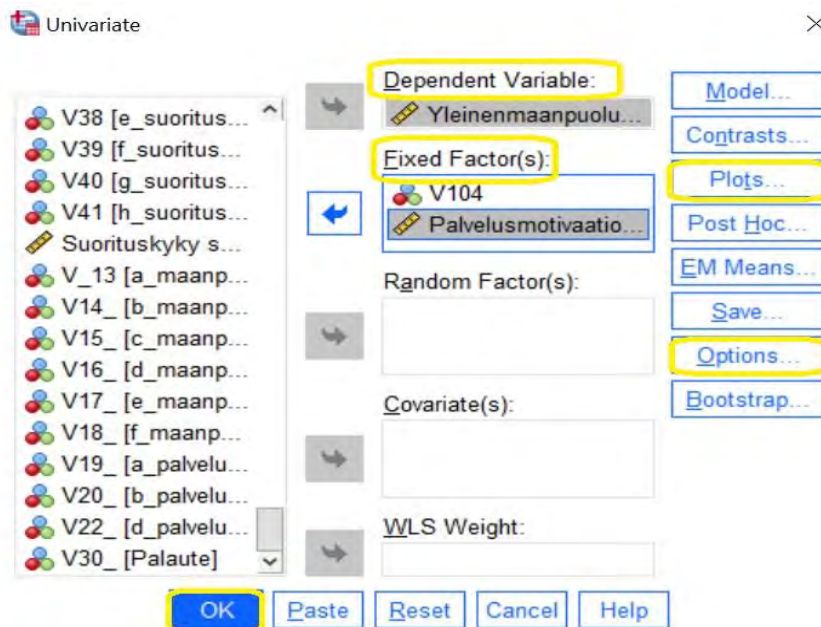 Univariate
V38 [e_suoritus...
V39 [f_suoritus...
V40 [g_suoritus...
V41 [h_suoritus...
Suorituskyky s...
V_13 [a_maanp...
V14_ [b_maanp...
V15_ [c_maanp...
V16_ [d_maanp...
V17_ [e_maanp...
V18_ [f_maanp...
V19_ [a_palvelu...
V20_ [b_palvelu...
V22_ [d_palvelu...
V30_ [Palaute]
Dependent Variable:
Yleinenmaanpuolu...
Fixed Factor(s):
V104
Palvelusmotivaatio...
Random Factor(s):
Covariate(s):
WLS Weight:
Model...
Contrasts...
Plots...
Post Hoc...
EM Means...
Save...
Options...
Bootstrap...
OK
Paste
Reset
Cancel
Help